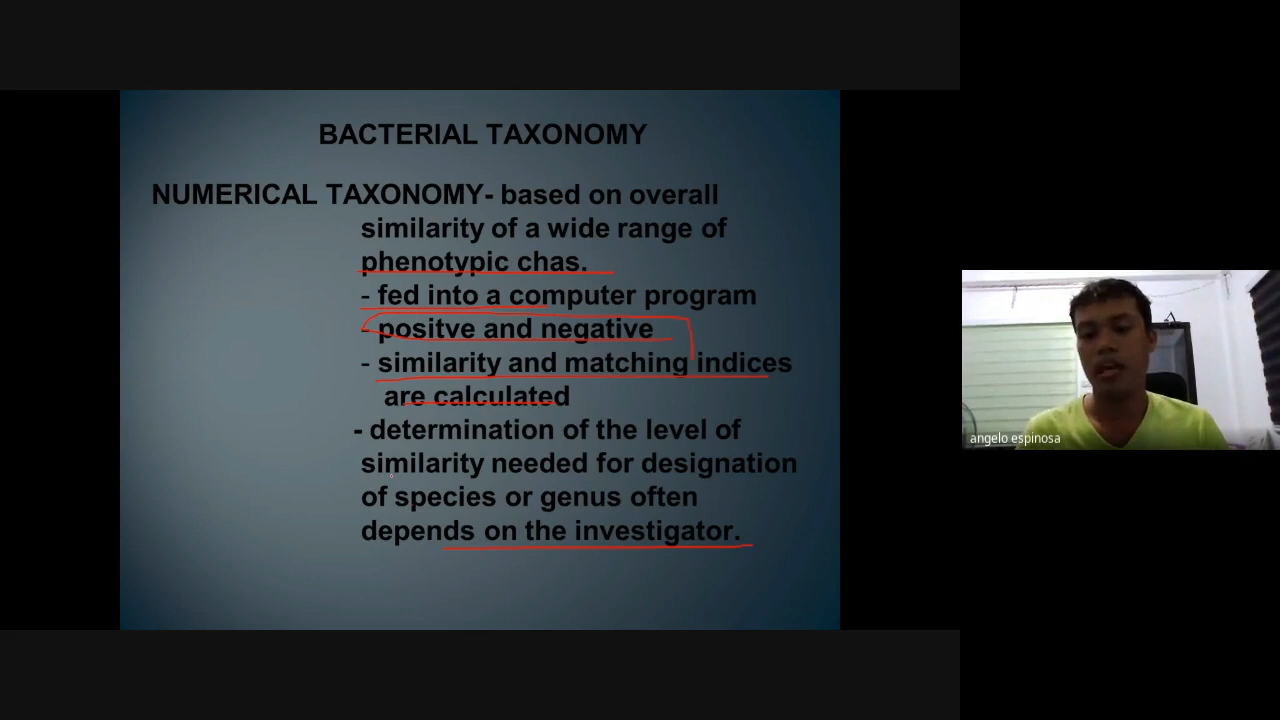 BACTERIAL TAXONOMY
NUMERICAL TAXONOMY- based on overall
similarity of a wide range of
phenotypic chas.
- fed into a computer program
- positve and negative
- similarity and matching indices
are calculated
- determination of the level of
similarity needed for designation
of species or genus often
depends on the investigator.
angelo espinosa